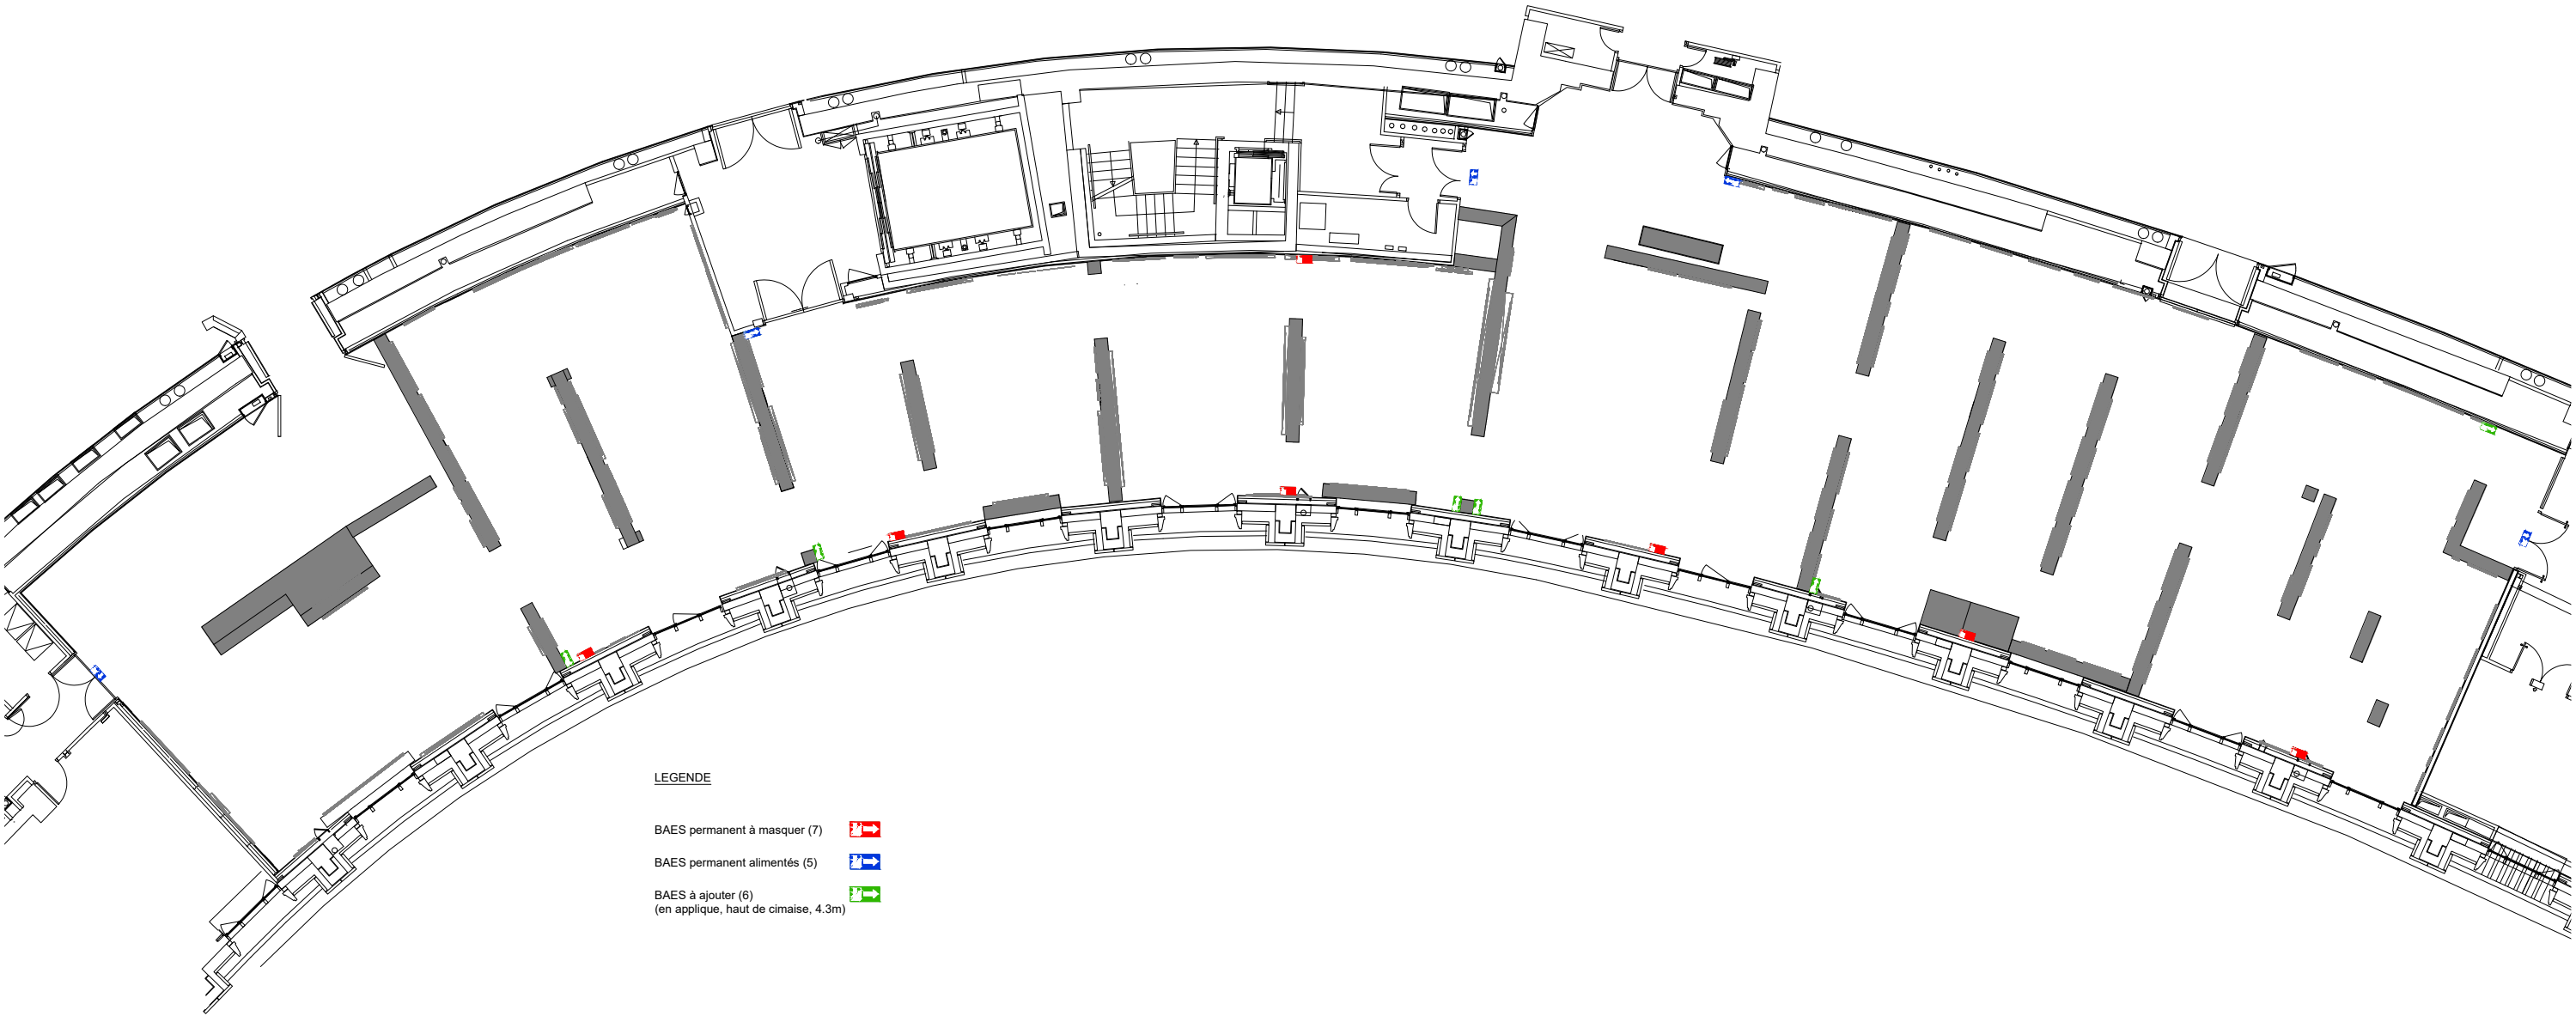 LEGENDE
BAES permanent à masquer (7)
BAES permanent alimentés (5)
BAES à ajouter (6)
(en applique, haut de cimaise, 4.3m)